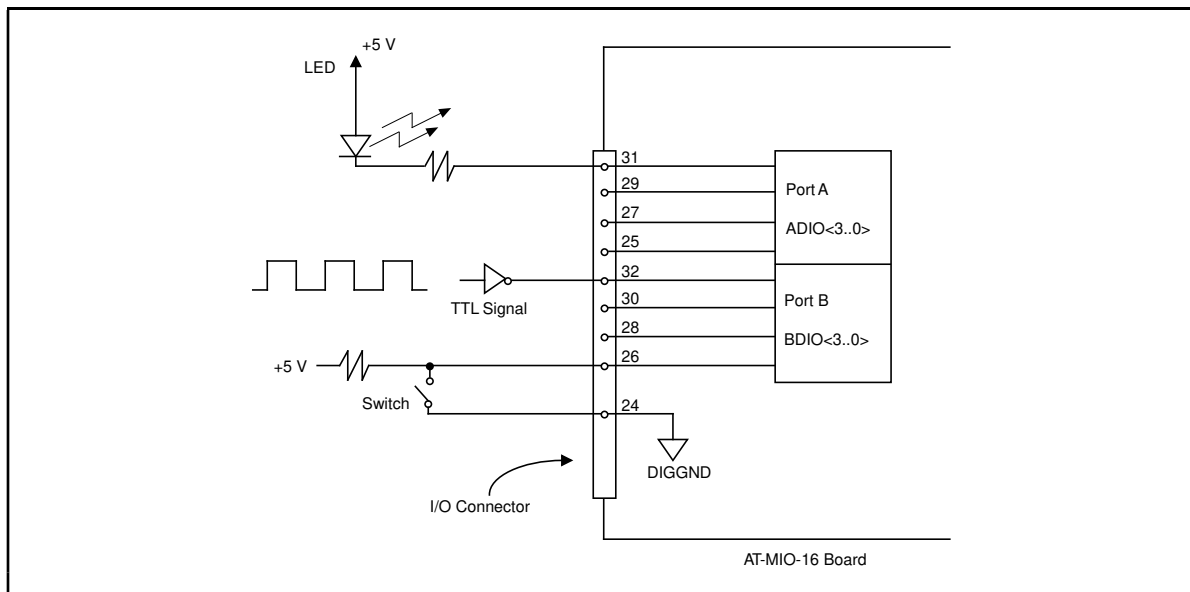 +5 V
LED
31
29
Port A
27
ADIO<3..0>
25
32
TTL Signal
30
Port B
28
BDIO<3..0>
26
+5 V
Switch
24
DIGGND
I/O Connector
AT-MIO-16 Board